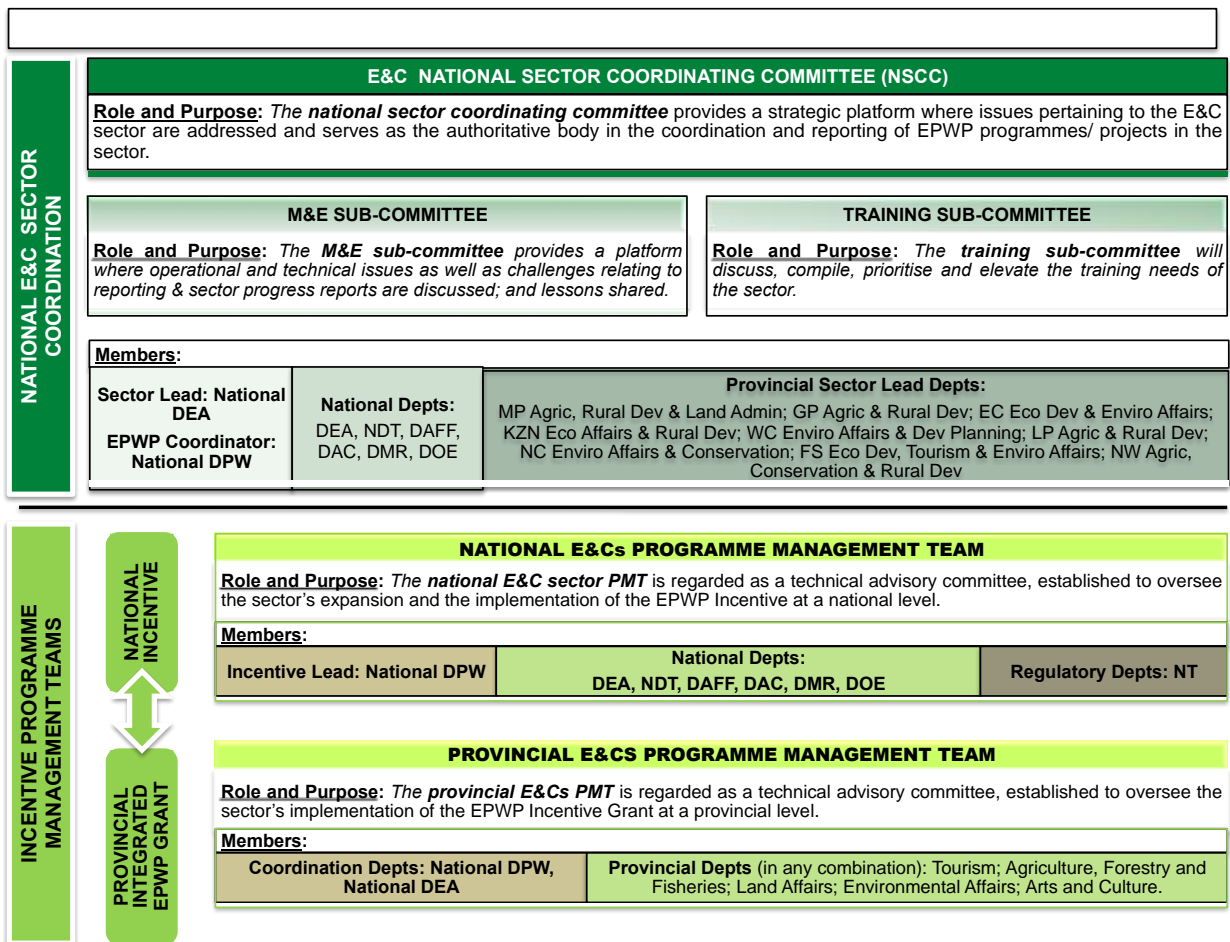 NATIONAL E&C SECTOR
COORDINATION
E&C NATIONAL SECTOR COORDINATING COMMITTEE (NSCC)
Role and Purpose: The national sector coordinating committee provides a strategic platform where issues pertaining to the E&C
sector are addressed and serves as the authoritative body in the coordination and reporting of EPWP programmes/ projects in the
sector.
M&E SUB-COMMITTEE
Role and Purpose: The M&E sub-committee provides a platform
where operational and technical issues as well as challenges relating to
reporting & sector progress reports are discussed; and lessons shared.
TRAINING SUB-COMMITTEE
Role and Purpose: The training sub-committee will
discuss, compile, prioritise and elevate the training needs of
the sector.
Members:
Sector Lead: National
DEA
EPWP Coordinator:
National DPW
National Depts:
DEA, NDT, DAFF,
DAC, DMR, DOE
Provincial Sector Lead Depts:
MP Agric, Rural Dev & Land Admin; GP Agric & Rural Dev; EC Eco Dev & Enviro Affairs;
KZN Eco Affairs & Rural Dev; WC Enviro Affairs & Dev Planning; LP Agric & Rural Dev;
NC Enviro Affairs & Conservation; FS Eco Dev, Tourism & Enviro Affairs; NW Agric,
Conservation & Rural Dev
INCENTIVE PROGRAMME
MANAGEMENT TEAMS
NATIONAL
INCENTIVE
NATIONAL E&Cs PROGRAMME MANAGEMENT TEAM
Role and Purpose: The national E&C sector PMT is regarded as a technical advisory committee, established to oversee
the sector's expansion and the implementation of the EPWP Incentive at a national level.
Members:
Incentive Lead: National DPW
National Depts:
DEA, NDT, DAFF, DAC, DMR, DOE
Regulatory Depts: NT
PROVINCIAL
INTEGRATED
EPWP GRANT
PROVINCIAL E&CS PROGRAMME MANAGEMENT TEAM
Role and Purpose: The provincial E&Cs PMT is regarded as a technical advisory committee, established to oversee the
sector's implementation of the EPWP Incentive Grant at a provincial level.
Members:
Coordination Depts: National DPW,
National DEA
Provincial Depts (in any combination): Tourism; Agriculture, Forestry and
Fisheries; Land Affairs; Environmental Affairs; Arts and Culture.